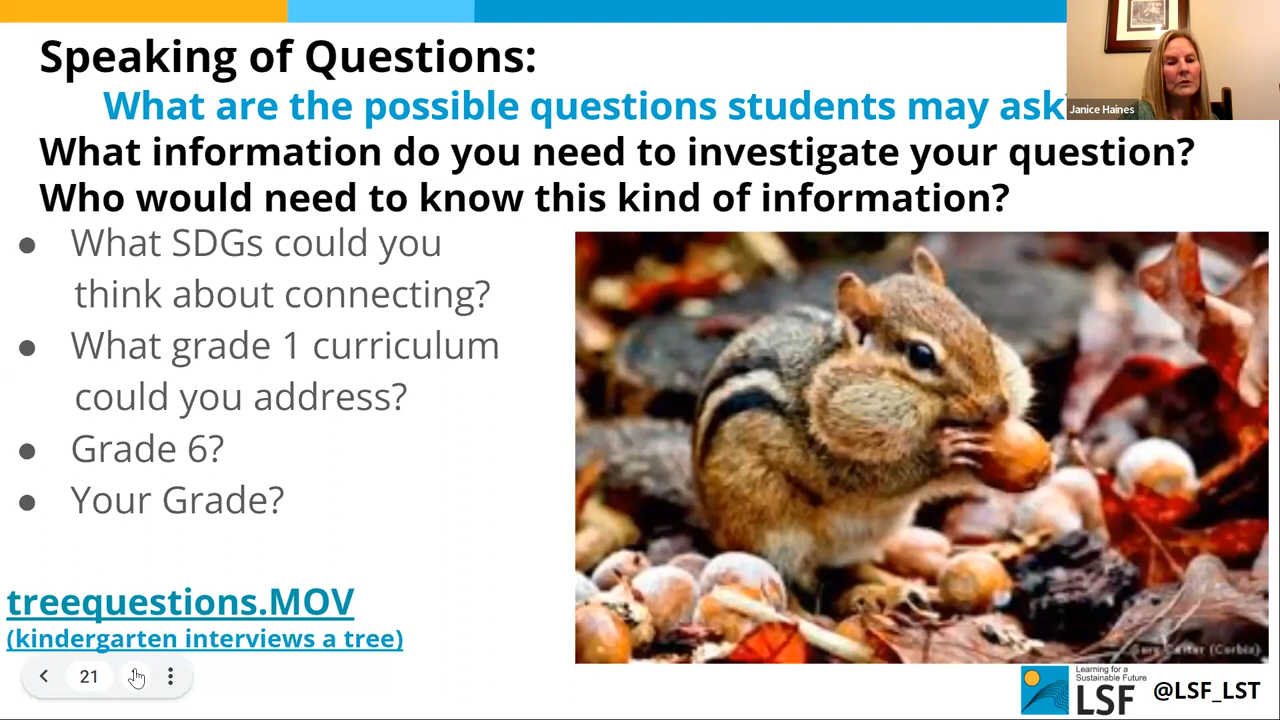 Speaking of Questions:
What are the possible questions students may ask
Janice Haines
What information do you need to investigate your question?
Who would need to know this kind of information?
● What SDGs could you
think about connecting?
● What grade 1 curriculum
could you address?
● Grade 6?
● Your Grade?
treequestions.MOV
(kindergarten interviews a tree)
21
Learning for a
Sustainable Future
LSF
@LSF_LST